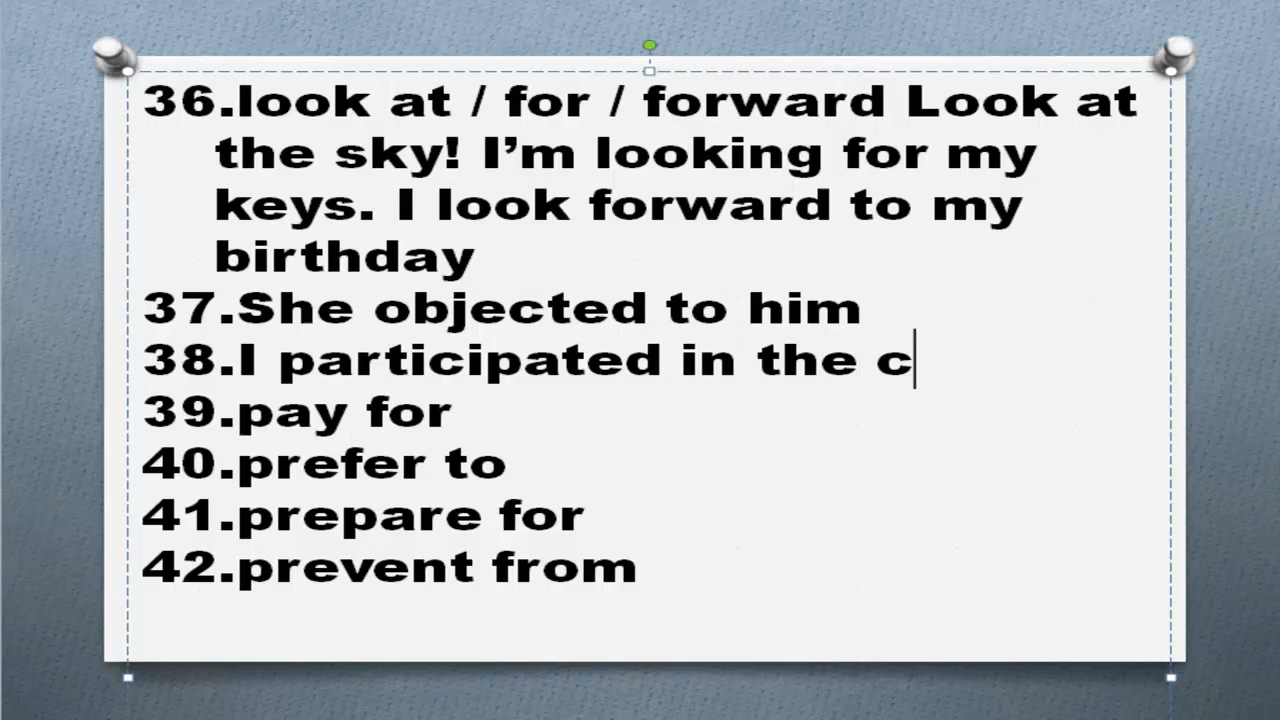 36.look at / for / forward Look at
the sky! I’m looking for my
keys. I look forward to my
birthday
37.She objected to him
38.I participated in the c
39.pay for
40.prefer to
41.prepare for
42.prevent from